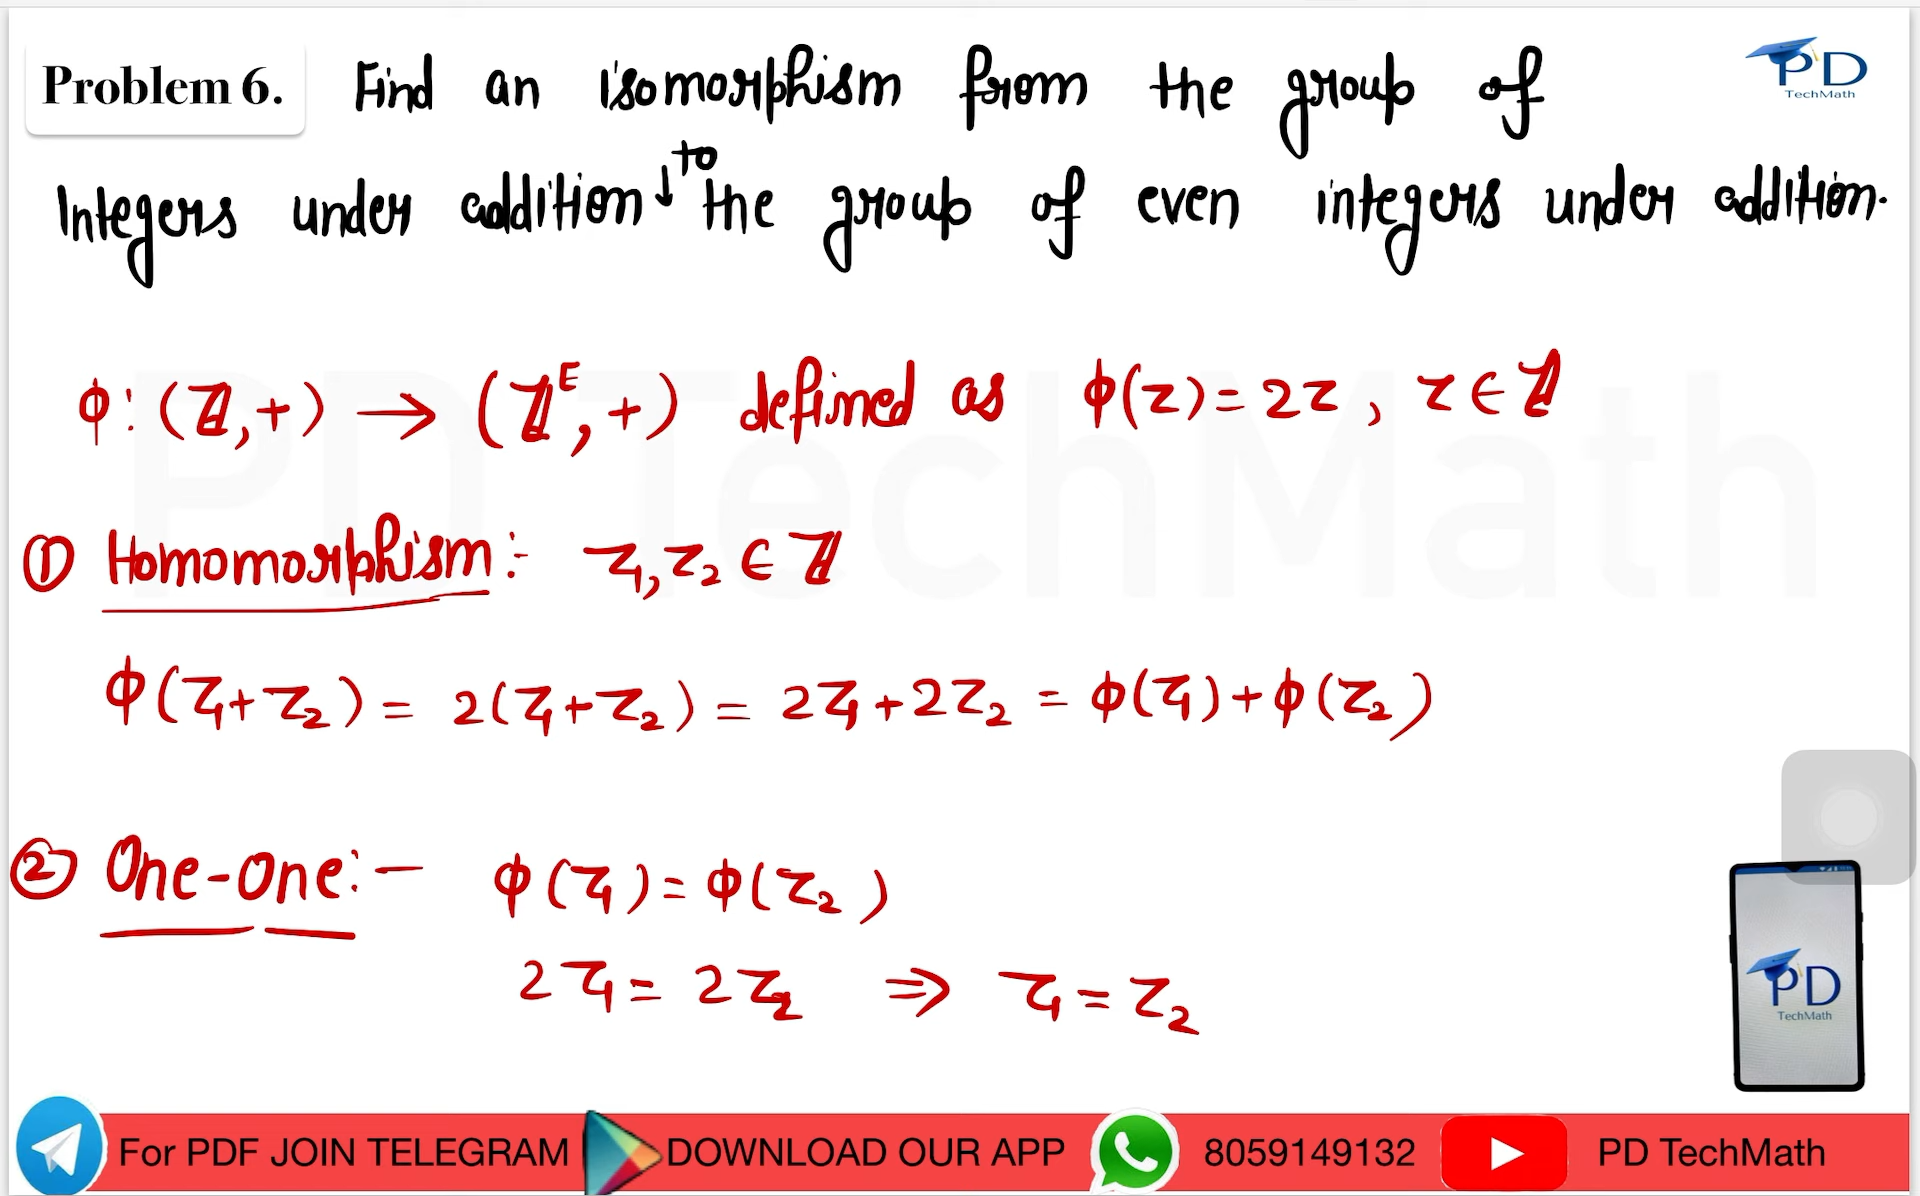 Problem 6. Find an isomorphism from the group of
PD
TechMath
Integers under addition ↓ to the group of even integers under addition.
ϕ: (ℤ,+) → (ℤᴱ,+) defined as ϕ(z)=2z, z∈ℤ
PD TechMath
① Homomorphism:- z₁,z₂ ∈ ℤ
ϕ(z₁+z₂) = 2(z₁+z₂) = 2z₁+2z₂ = ϕ(z₁)+ϕ(z₂)
② One-One:- ϕ(z₁)=ϕ(z₂)
2z₁ = 2z₂ ⇒ z₁ = z₂
PD
TechMath
For PDF JOIN TELEGRAM DOWNLOAD OUR APP 8059149132 PD TechMath